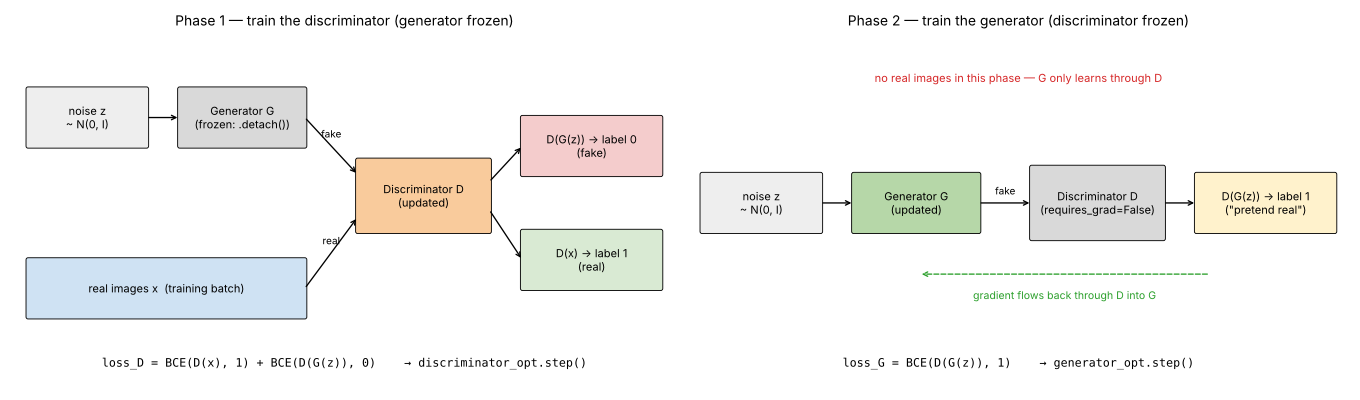 Phase 1 — train the discriminator (generator frozen)
noise z
~ N(0, I)
Generator G
(frozen: .detach())
fake
Discriminator D
(updated)
D(G(z)) → label 0
(fake)
real
D(x) → label 1
(real)
real images x  (training batch)
loss_D = BCE(D(x), 1) + BCE(D(G(z)), 0)    → discriminator_opt.step()
Phase 2 — train the generator (discriminator frozen)
no real images in this phase — G only learns through D
noise z
~ N(0, I)
Generator G
(updated)
fake
Discriminator D
(requires_grad=False)
D(G(z)) → label 1
("pretend real")
gradient flows back through D into G
loss_G = BCE(D(G(z)), 1)    → generator_opt.step()